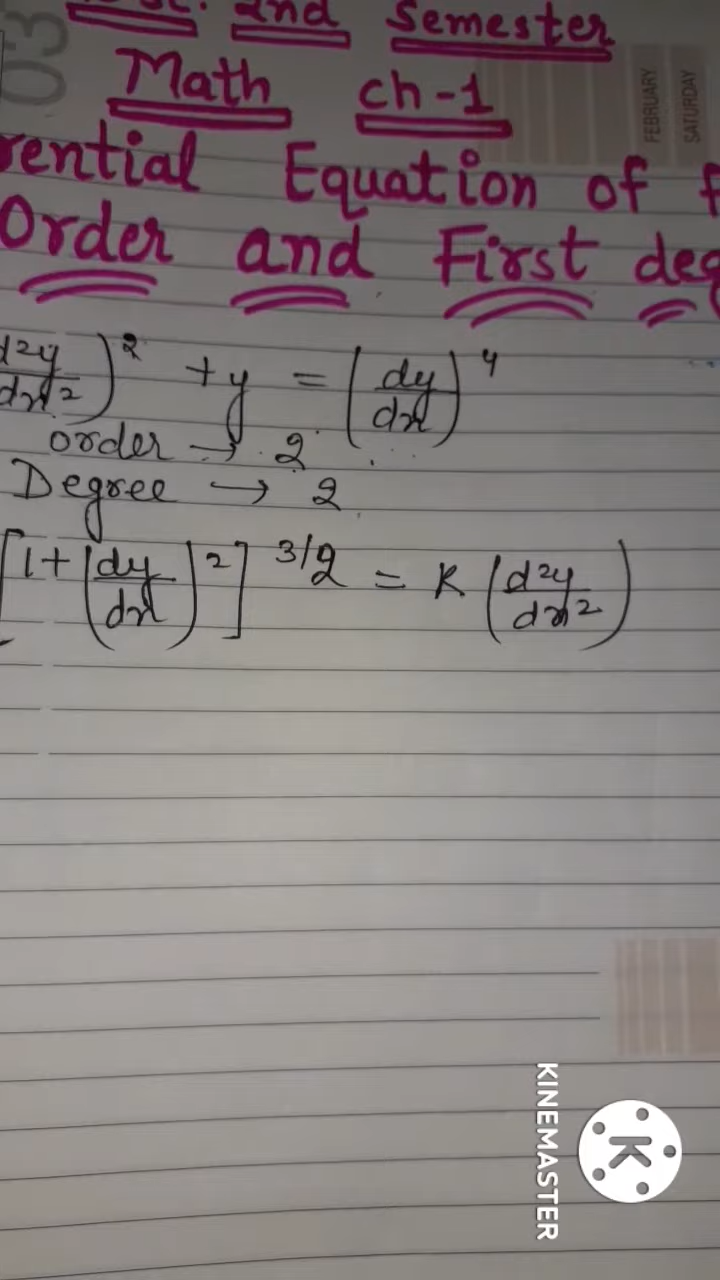 2nd Semester
Math ch-1
rential Equation of f
Order and First deg
d²y/dx²)² + y = (dy/dx)⁴
order → 2
Degree → 2
[1+(dy/dx)²]^3/2 = K(d²y/dx²)
03
FEBRUARY
SATURDAY
KINEMASTER